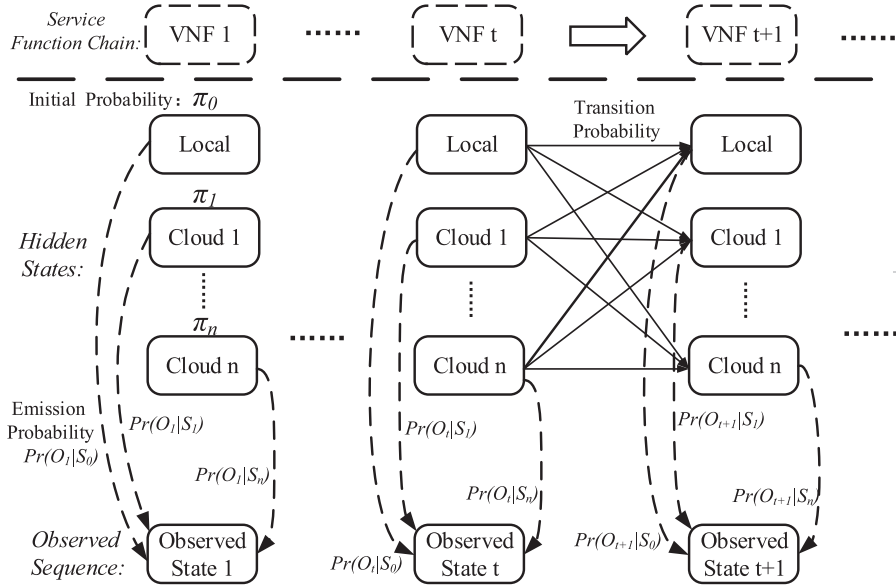 Service
Function Chain:
VNF 1
VNF t
VNF t+1
Initial Probability: π0
Transition
Probability
Local
Local
Local
π1
Hidden
States:
Cloud 1
Cloud 1
Cloud 1
πn
Cloud n
Cloud n
Cloud n
Emission
Probability
Pr(O1|S0)
Pr(O1|S1)
Pr(O1|Sn)
Pr(Ot|S1)
Pr(Ot|Sn)
Pr(Ot|S0)
Pr(Ot+1|S1)
Pr(Ot+1|Sn)
Pr(Ot+1|S0)
Observed
Sequence:
Observed
State 1
Observed
State t
Observed
State t+1